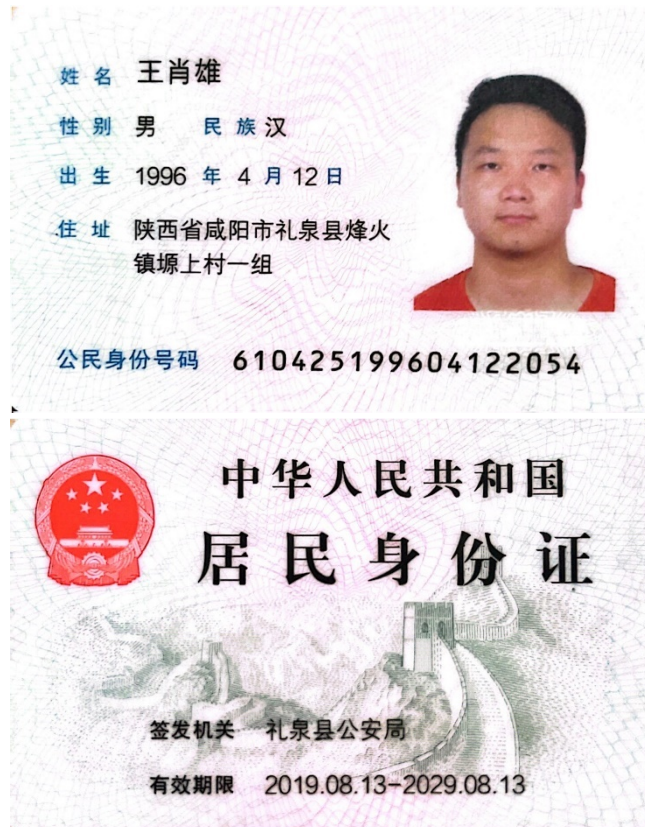 姓名 王肖雄
性别 男 民族 汉
出生 1996 年 4 月 12 日
住址 陕西省咸阳市礼泉县烽火
镇塬上村一组
公民身份号码 610425199604122054
中华人民共和国
居民身份证
签发机关 礼泉县公安局
有效期限 2019.08.13-2029.08.13